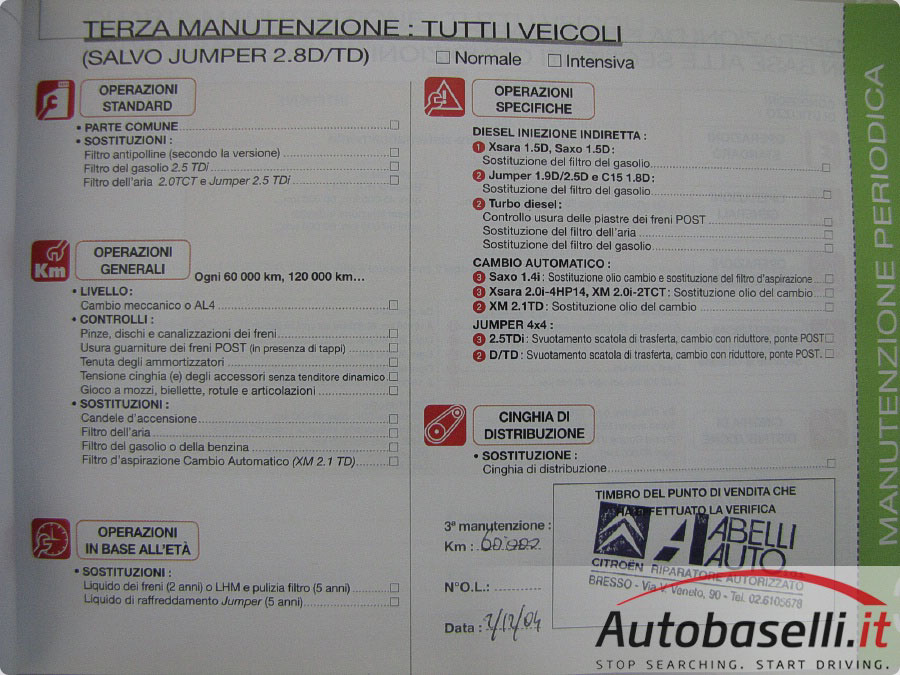 TERZA MANUTENZIONE : TUTTI I VEICOLI
(SALVO JUMPER 2.8D/TD)
Normale
Intensiva
OPERAZIONI
STANDARD
• PARTE COMUNE
• SOSTITUZIONI :
Filtro antipolline (secondo la versione)
Filtro del gasolio 2.5 TDi
Filtro dell'aria 2.0TCT e Jumper 2.5 TDi
Km
OPERAZIONI
GENERALI
Ogni 60 000 km, 120 000 km...
• LIVELLO:
Cambio meccanico o AL4
• CONTROLLI :
Pinze, dischi e canalizzazioni dei freni
Usura guarniture dei freni POST (in presenza di tappi)
Tenuta degli ammortizzatori
Tensione cinghia (e) degli accessori senza tenditore dinamico
Gioco a mozzi, biellette, rotule e articolazioni
• SOSTITUZIONI :
Candele d'accensione
Filtro dell'aria
Filtro del gasolio o della benzina
Filtro d'aspirazione Cambio Automatico (XM 2.1 TD)
OPERAZIONI
IN BASE ALL'ETÀ
• SOSTITUZIONI :
Liquido dei freni (2 anni) o LHM e pulizia filtro (5 anni)
Liquido di raffreddamento Jumper (5 anni)
OPERAZIONI
SPECIFICHE
DIESEL INIEZIONE INDIRETTA :
1 Xsara 1.5D, Saxo 1.5D:
Sostituzione del filtro del gasolio
2 Jumper 1.9D/2.5D e C15 1.8D:
Sostituzione del filtro del gasolio
2 Turbo diesel :
Controllo usura delle piastre dei freni POST
Sostituzione del filtro dell'aria
Sostituzione del filtro del gasolio
CAMBIO AUTOMATICO :
3 Saxo 1.4i : Sostituzione olio cambio e sostituzione del filtro d'aspirazione
3 Xsara 2.0i-4HP14, XM 2.0i-2TCT : Sostituzione olio del cambio
2 XM 2.1TD : Sostituzione olio del cambio
JUMPER 4x4 :
3 2.5TDi : Svuotamento scatola di trasferta, cambio con riduttore, ponte POST
2 D/TD : Svuotamento scatola di trasferta, cambio con riduttore, ponte POST.
CINGHIA DI
DISTRIBUZIONE
• SOSTITUZIONE :
Cinghia di distribuzione
3ª manutenzione :
Km :
N°O.L.:
Data : 2/12/04
TIMBRO DEL PUNTO DI VENDITA CHE
HA EFFETTUATO LA VERIFICA
ABELLI
AUTO
CITROËN RIPARATORE AUTORIZZATO
BRESSO - Via V. Veneto, 90 - Tel. 02.6105678
MANUTENZIONE PERIODICA
Autobaselli.it
STOP SEARCHING. START DRIVING.